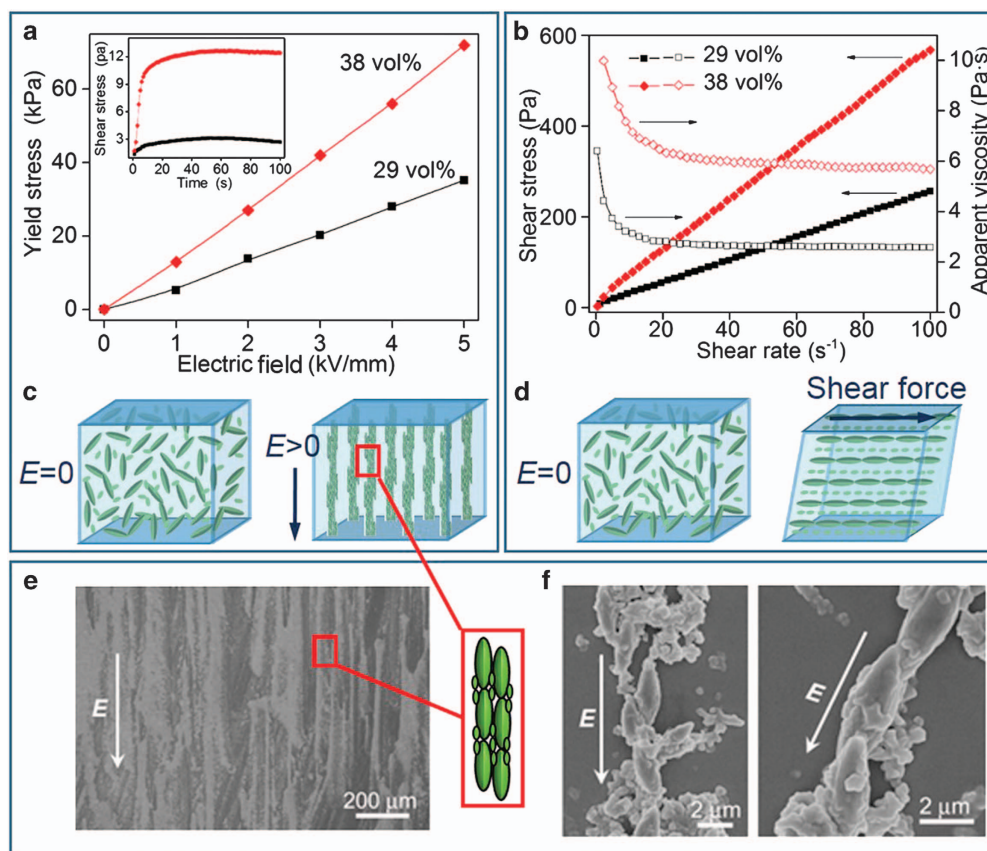 a
Yield stress (kPa)
80
60
40
20
0
Shear stress (pa)
12
9
6
3
0 20 40 60 80 100
Time (s)
38 vol%
29 vol%
0 1 2 3 4 5
Electric field (kV/mm)
b
Shear stress (Pa)
600
400
200
0
29 vol%
38 vol%
Apparent viscosity (Pa·s)
10
8
6
4
2
0
0 20 40 60 80 100
Shear rate (s⁻¹)
c
E=0
E>0
d
E=0
Shear force
e
E
200 µm
f
E
2 µm
E
2 µm